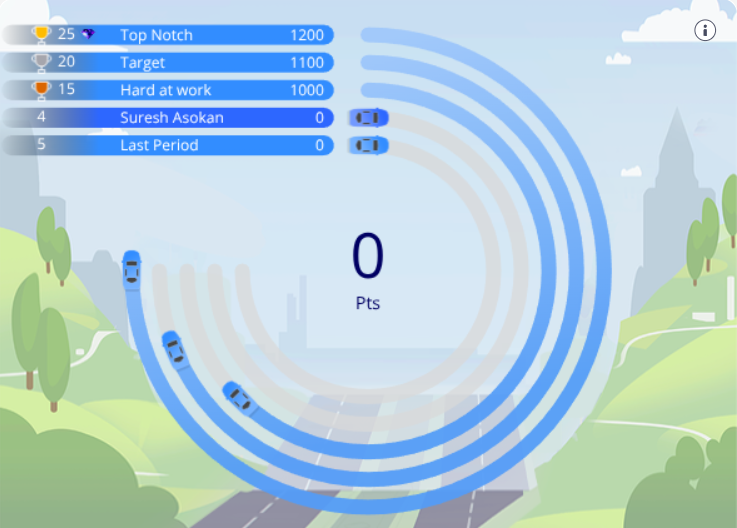 25 Top Notch 1200
20 Target 1100
15 Hard at work 1000
4 Suresh Asokan 0
5 Last Period 0
0
Pts
i